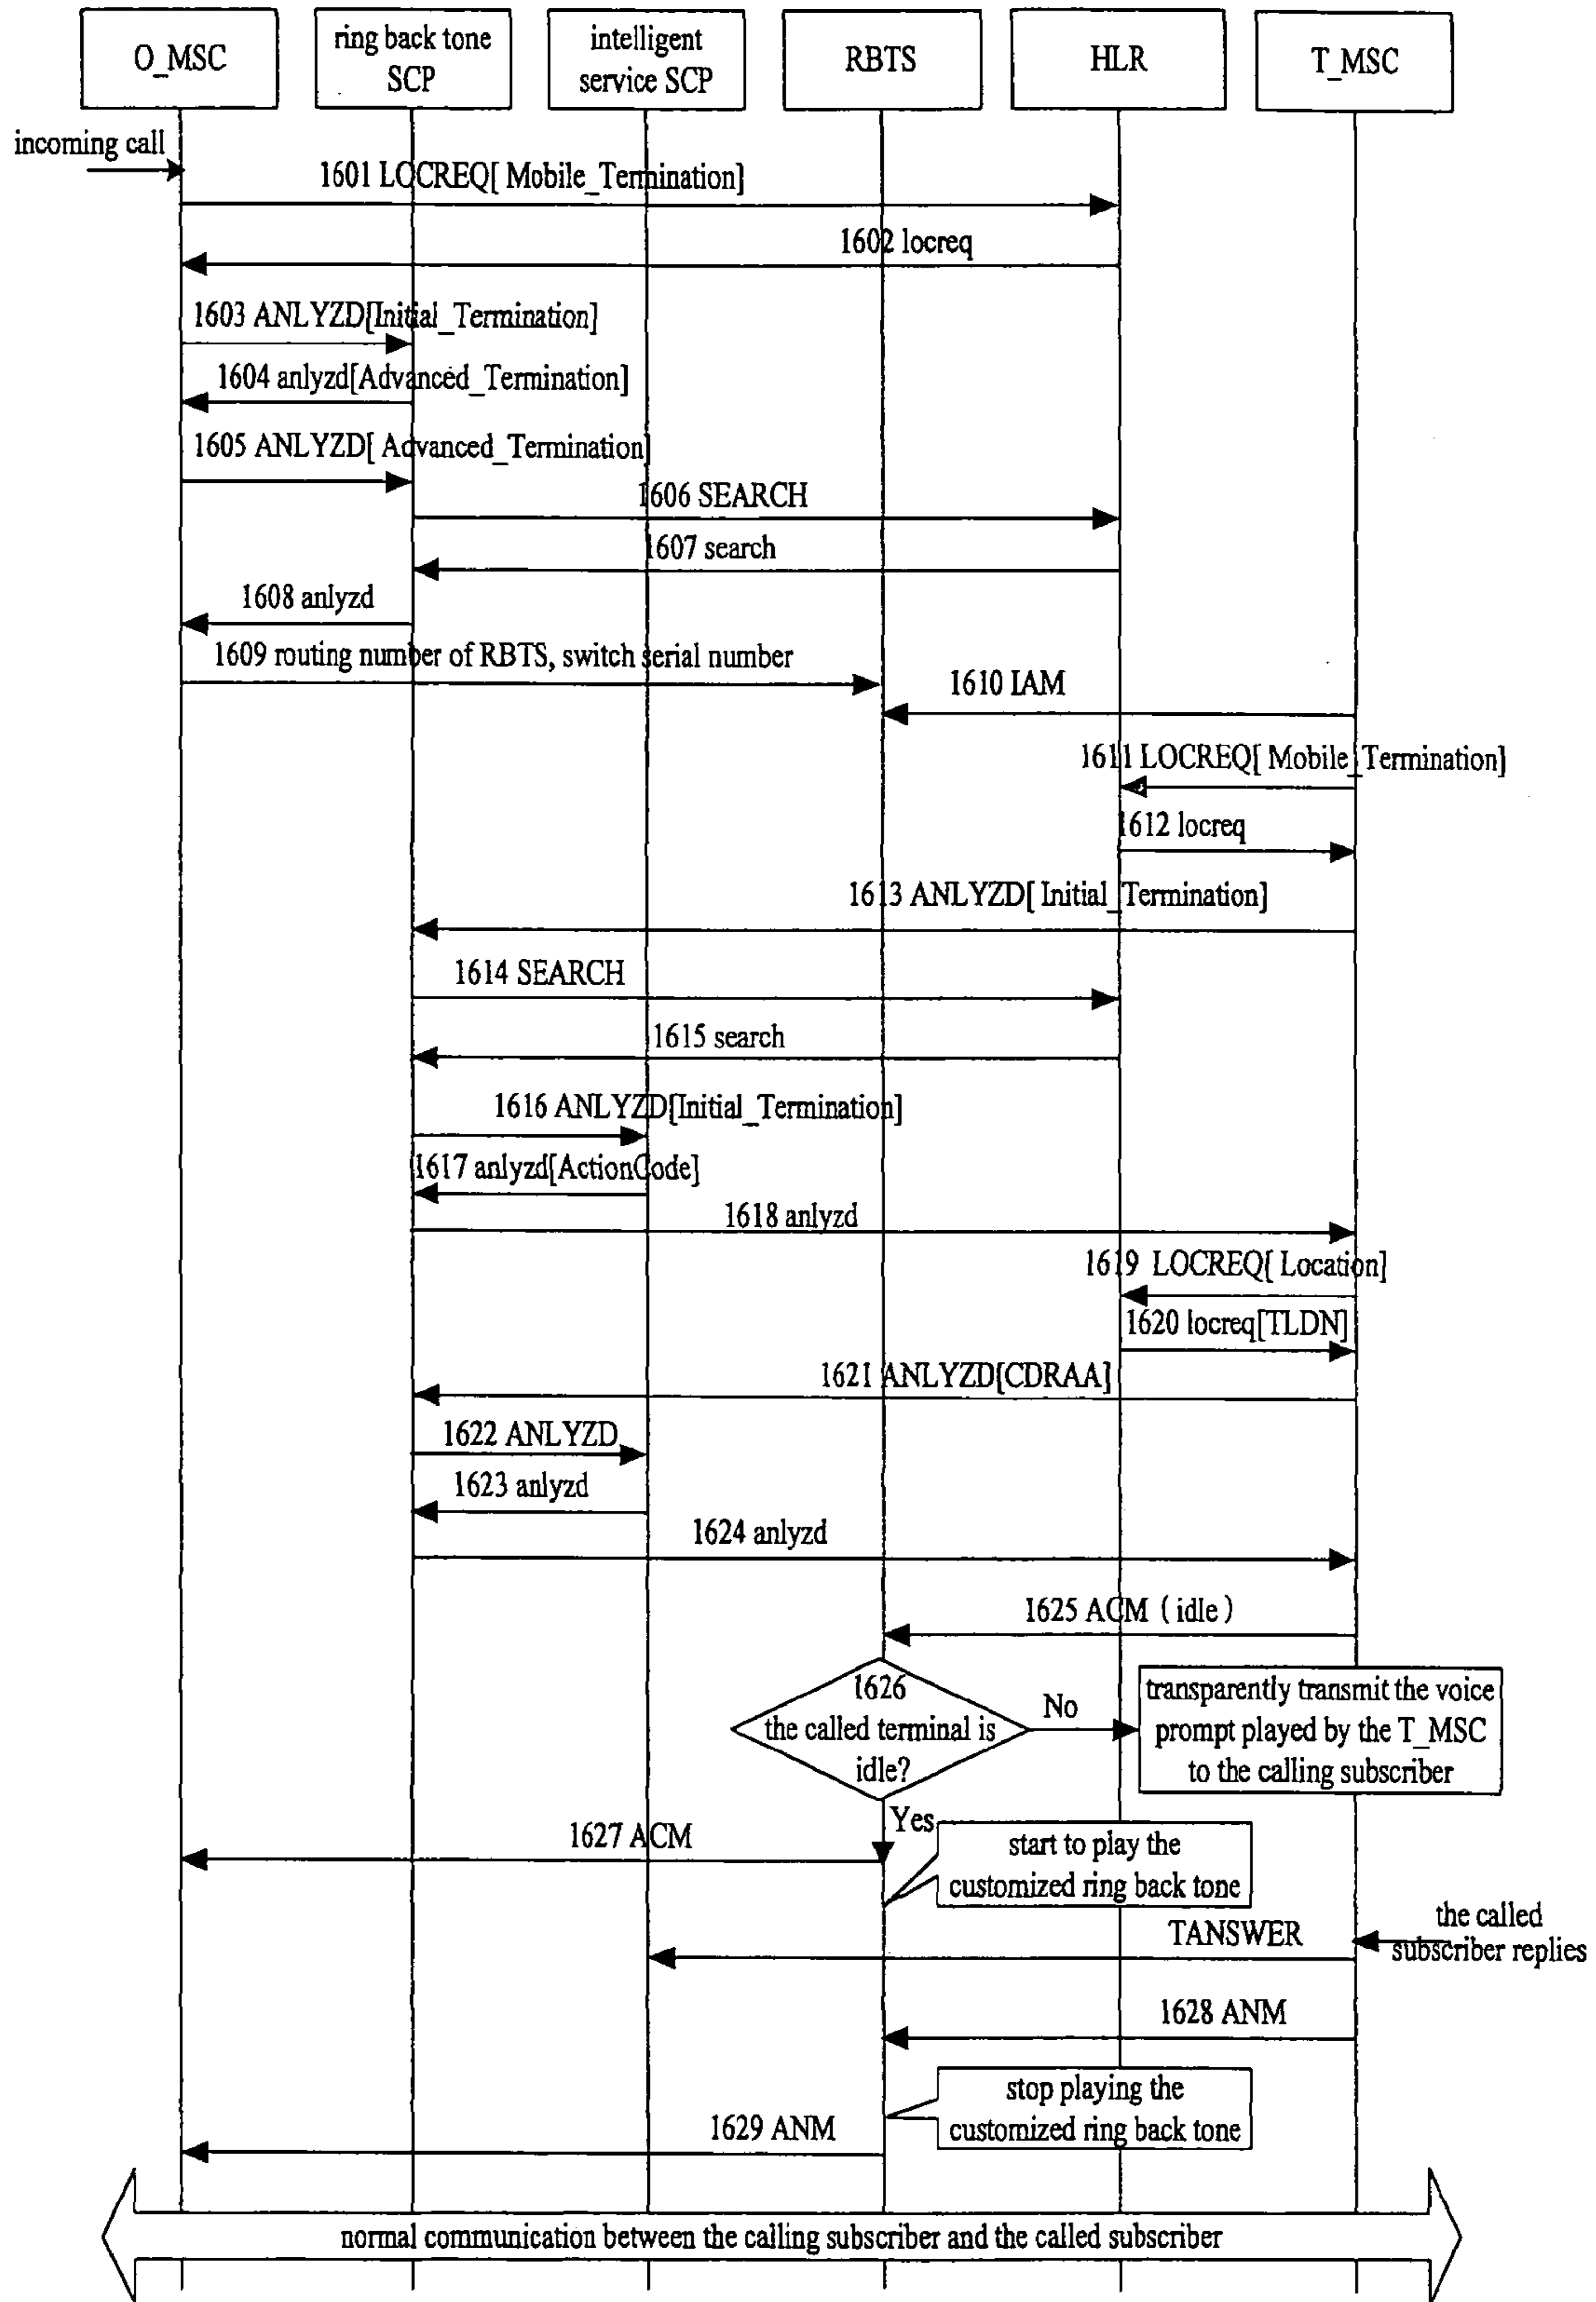 O_MSC
ring back tone
SCP
intelligent
service SCP
RBTS
HLR
T_MSC
incoming call
1601 LOCREQ[ Mobile_Termination]
1602 locreq
1603 ANLYZD[Initial_Termination]
1604 anlyzd[Advanced_Termination]
1605 ANLYZD[ Advanced_Termination]
1606 SEARCH
1607 search
1608 anlyzd
1609 routing number of RBTS, switch serial number
1610 IAM
1611 LOCREQ[ Mobile_Termination]
1612 locreq
1613 ANLYZD[ Initial_Termination]
1614 SEARCH
1615 search
1616 ANLYZD[Initial_Termination]
1617 anlyzd[ActionCode]
1618 anlyzd
1619 LOCREQ[ Location]
1620 locreq[TLDN]
1621 ANLYZD[CDRAA]
1622 ANLYZD
1623 anlyzd
1624 anlyzd
1625 ACM ( idle )
1626
the called terminal is
idle?
No
transparently transmit the voice
prompt played by the T_MSC
to the calling subscriber
Yes
1627 ACM
start to play the
customized ring back tone
the called
subscriber replies
TANSWER
1628 ANM
stop playing the
customized ring back tone
1629 ANM
normal communication between the calling subscriber and the called subscriber